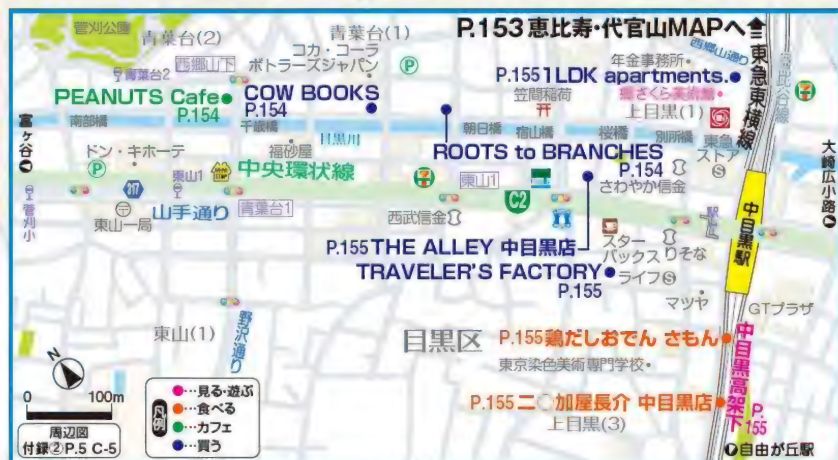 菅刈公園
青葉台(2)
青葉台(1)
P.153 恵比寿・代官山MAPへ
西郷山通り
東急東横線
日比谷線
青葉台2
西郷山下
コカ・コーラ
ボトラーズジャパン
年金事務所
P.155 1LDK apartments.
郷さくら美術館
上目黒(1)
PEANUTS Cafe
P.154
COW BOOKS
P.154
笠間稲荷
富ヶ谷
南部橋
千歳橋
目黒川
朝日橋
宿山橋
桜橋
別所橋
東急
ストア
大崎広小路
ドン・キホーテ
福砂屋
ROOTS to BRANCHES
P.154
さわやか信金
菅刈小
317
東山一局
東山1
中央環状線
東山1
C2
山手通り
青葉台1
西武信金
駅前
中目黒駅
P.155 THE ALLEY 中目黒店
スター
バックス
りそな
TRAVELER'S FACTORY
P.155
ライフ
マツヤ
GTプラザ
東山(1)
野沢通り
目黒区
P.155 鶏だしおでん さもん
東京染色美術専門学校
中目黒高架下
P.155
P.155 二◯加屋長介 中目黒店
上目黒(3)
自由が丘駅
N
0 100m
周辺図
付録②P.5 C-5
凡例
●…見る・遊ぶ
●…食べる
●…カフェ
●…買う